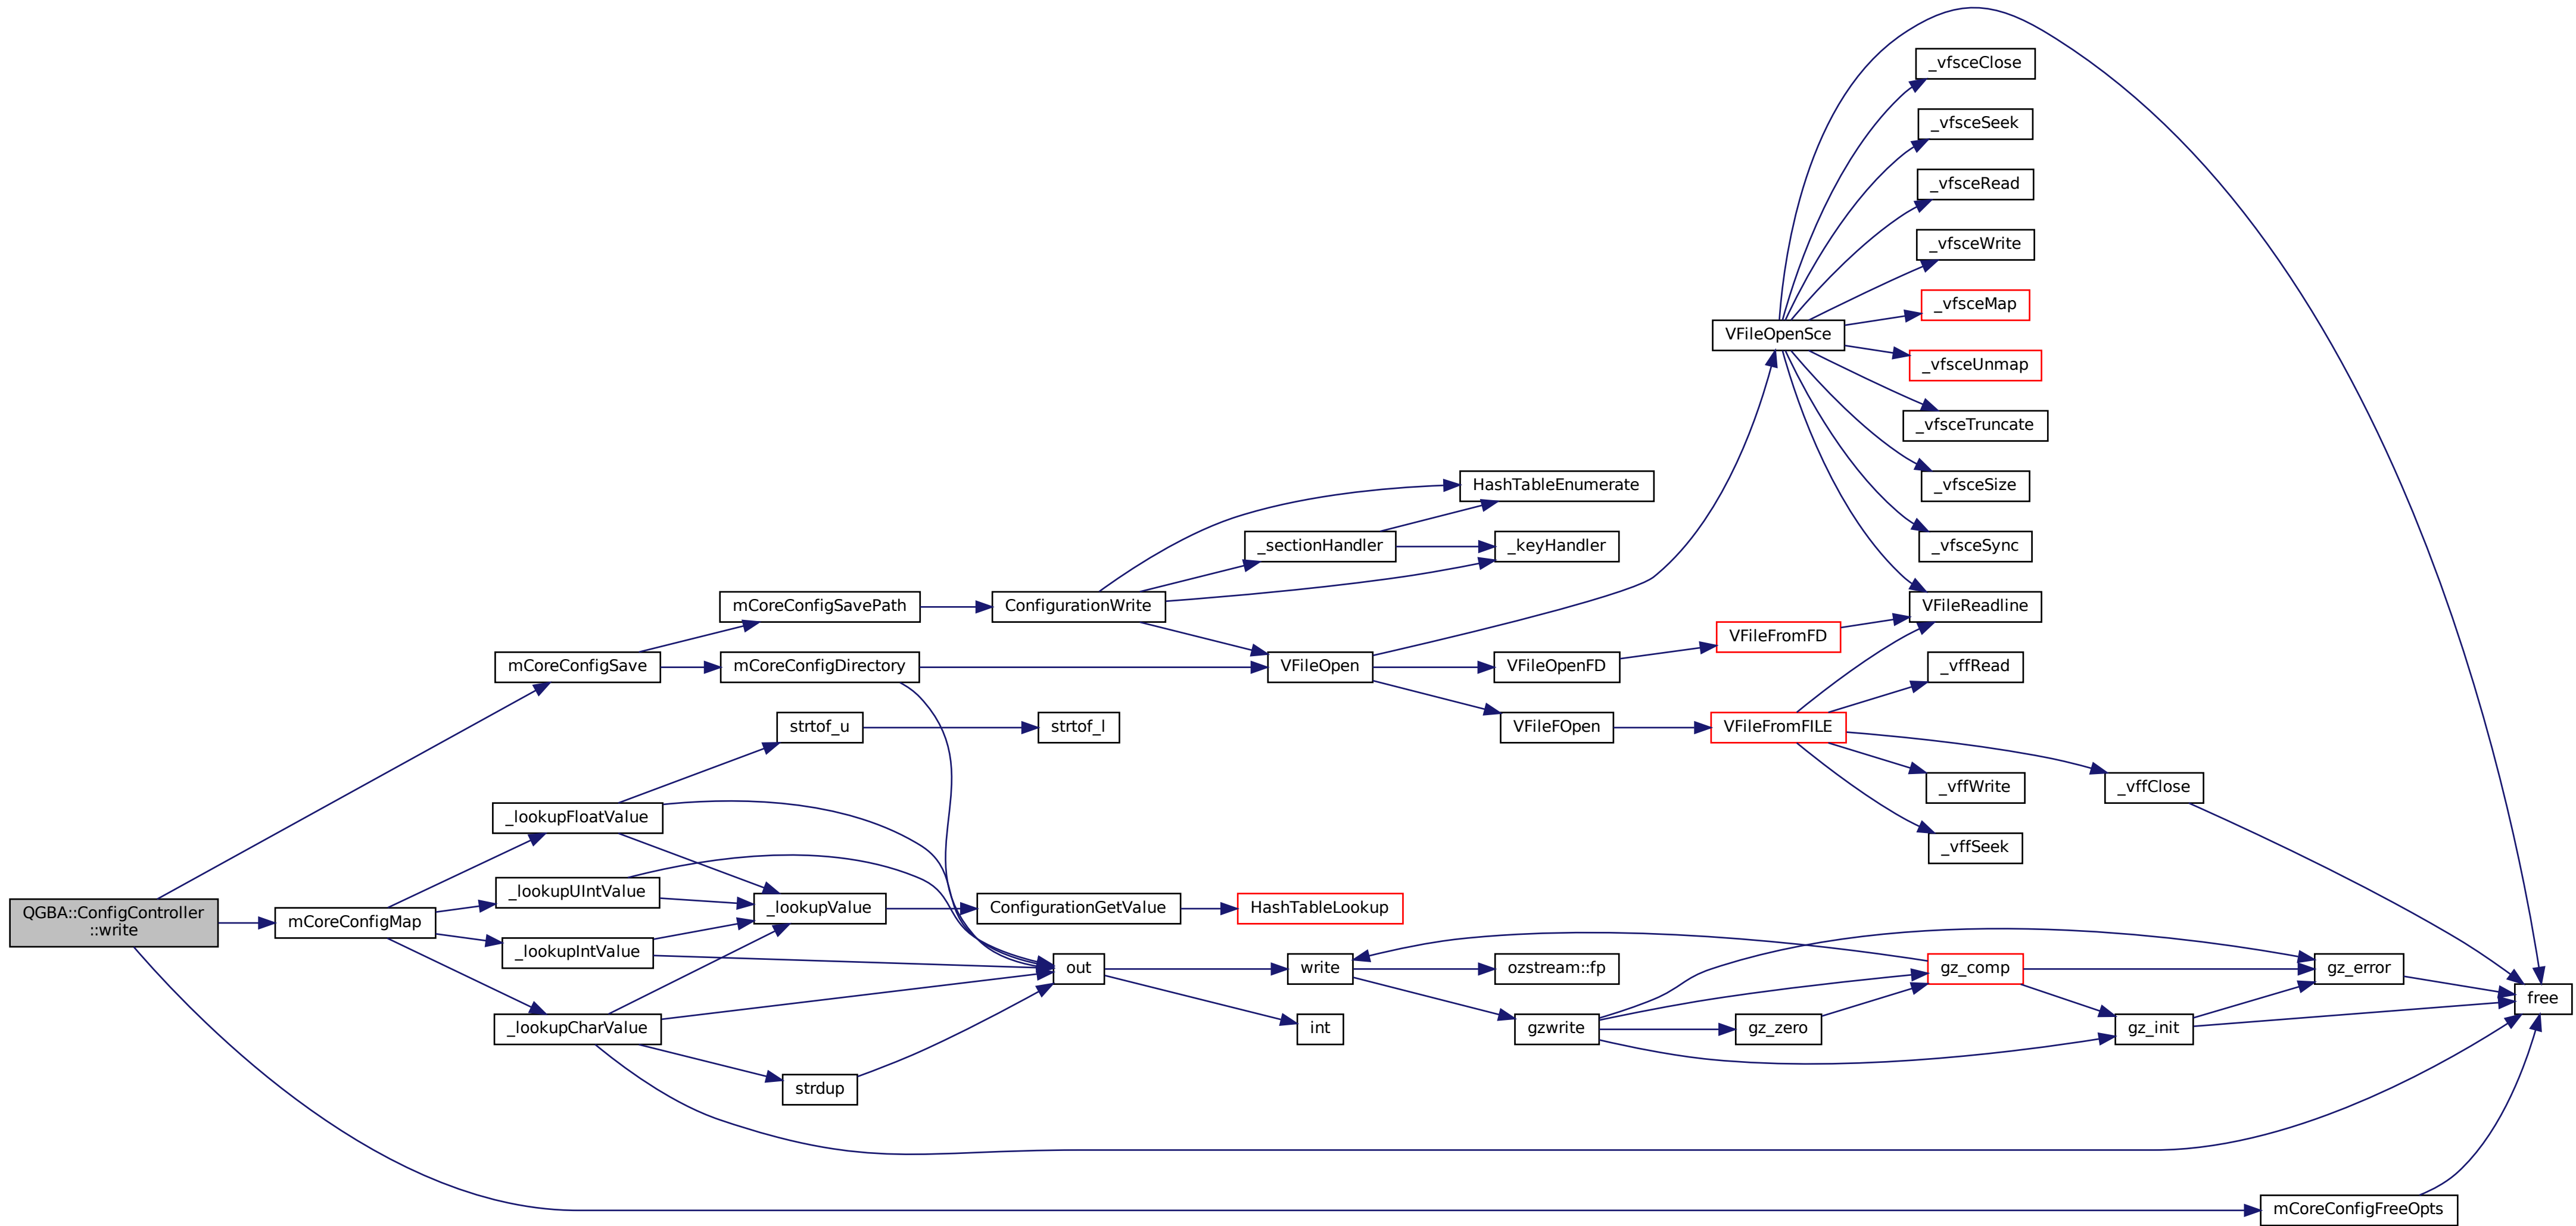 _vfsceClose
_vfsceSeek
_vfsceRead
_vfsceWrite
_vfsceMap
VFileOpenSce
_vfsceUnmap
_vfsceTruncate
HashTableEnumerate
_vfsceSize
_sectionHandler
_keyHandler
_vfsceSync
mCoreConfigSavePath
ConfigurationWrite
VFileReadline
VFileFromFD
mCoreConfigSave
mCoreConfigDirectory
VFileOpen
VFileOpenFD
_vffRead
strtof_u
strtof_l
VFileFOpen
VFileFromFILE
_vffWrite
_vffClose
_lookupFloatValue
_vffSeek
_lookupUIntValue
QGBA::ConfigController
::write
mCoreConfigMap
_lookupValue
ConfigurationGetValue
HashTableLookup
_lookupIntValue
out
write
ozstream::fp
gz_comp
gz_error
free
_lookupCharValue
int
gzwrite
gz_zero
gz_init
strdup
mCoreConfigFreeOpts